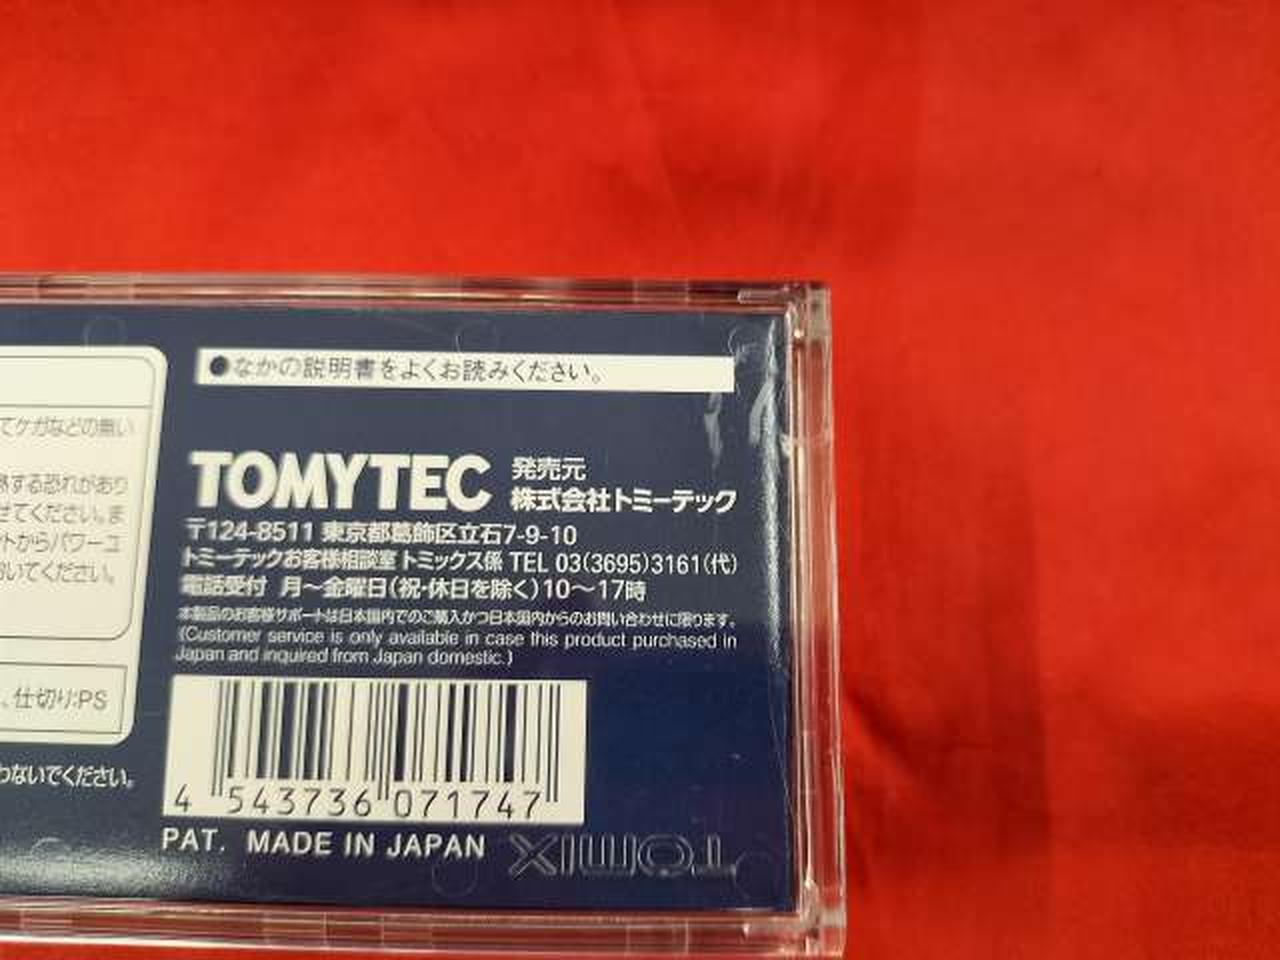 ●なかの説明書をよくお読みください。
てケガなどの無い
熱する恐れがあり
せてください。ま
ントからパワーユ
いてください。
、仕切り:PS
わないでください。
TOMYTEC 発売元
株式会社トミーテック
〒124-8511 東京都葛飾区立石7-9-10
トミーテックお客様相談室 トミックス係 TEL 03(3695)3161(代)
電話受付 月〜金曜日(祝・休日を除く)10〜17時
本製品のお客様サポートは日本国内でのご購入かつ日本国内からのお問い合わせに限ります。
(Customer service is only available in case this product purchased in
Japan and inquired from Japan domestic.)
4 543736 071747
PAT. MADE IN JAPAN
TOMIX